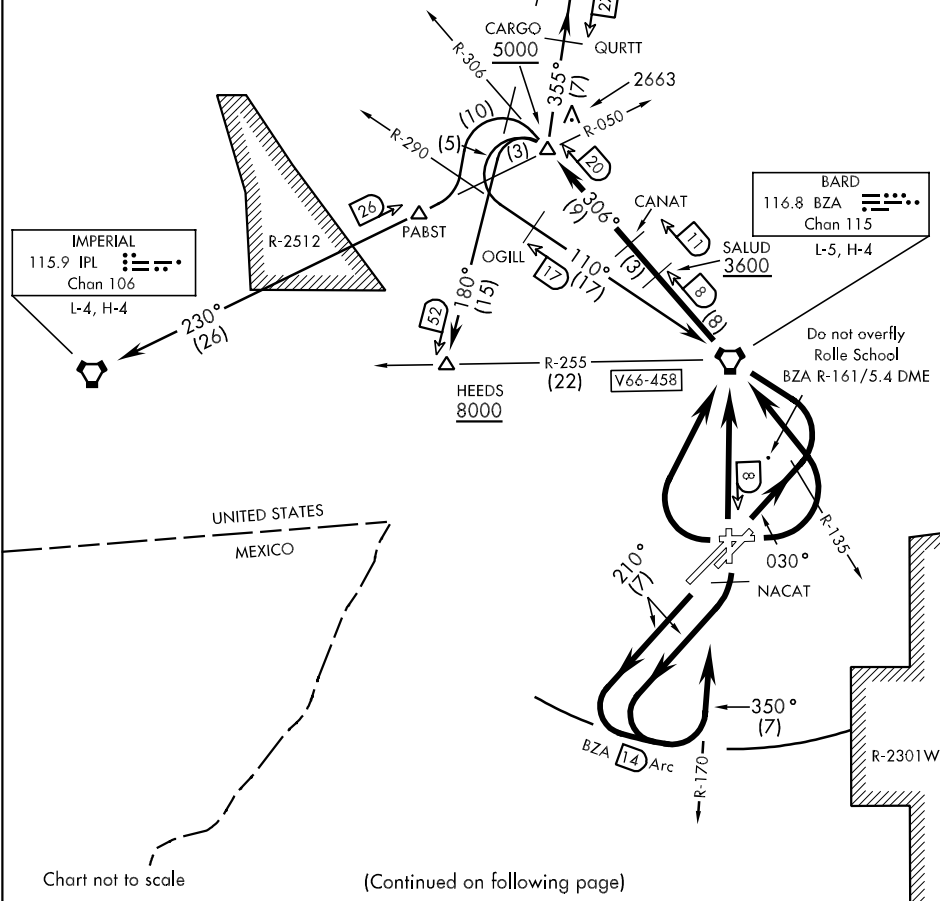 22
CARGO
5000
QURTT
R-306
355°
(7)
2663
R-050
(10)
(5)
(3)
R-290
20
306°
(9)
CANAT
11
BARD
116.8 BZA
Chan 115
L-5, H-4
26
PABST
R-2512
OGILL
17
110°
(17)
(3)
SALUD
3600
8
(8)
IMPERIAL
115.9 IPL
Chan 106
L-4, H-4
230°
(26)
180°
(15)
52
Do not overfly
Rolle School
BZA R-161/5.4 DME
R-255
(22)
V66-458
HEEDS
8000
8
R-135
UNITED STATES
MEXICO
030°
210°
(7)
NACAT
350°
(7)
BZA 14 Arc
R-170
R-2301W
Chart not to scale
(Continued on following page)